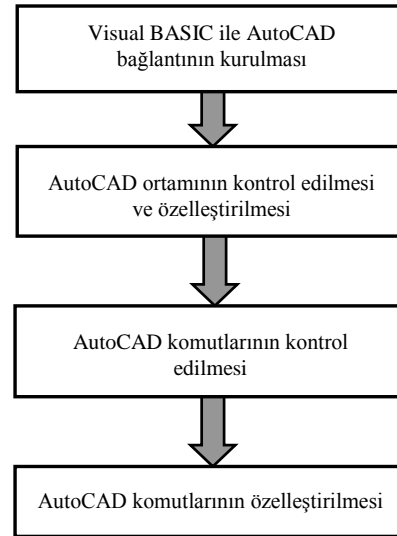 Visual BASIC ile AutoCAD
bağlantının kurulması
AutoCAD ortamının kontrol edilmesi
ve özelleştirilmesi
AutoCAD komutlarının kontrol
edilmesi
AutoCAD komutlarının özelleştirilmesi